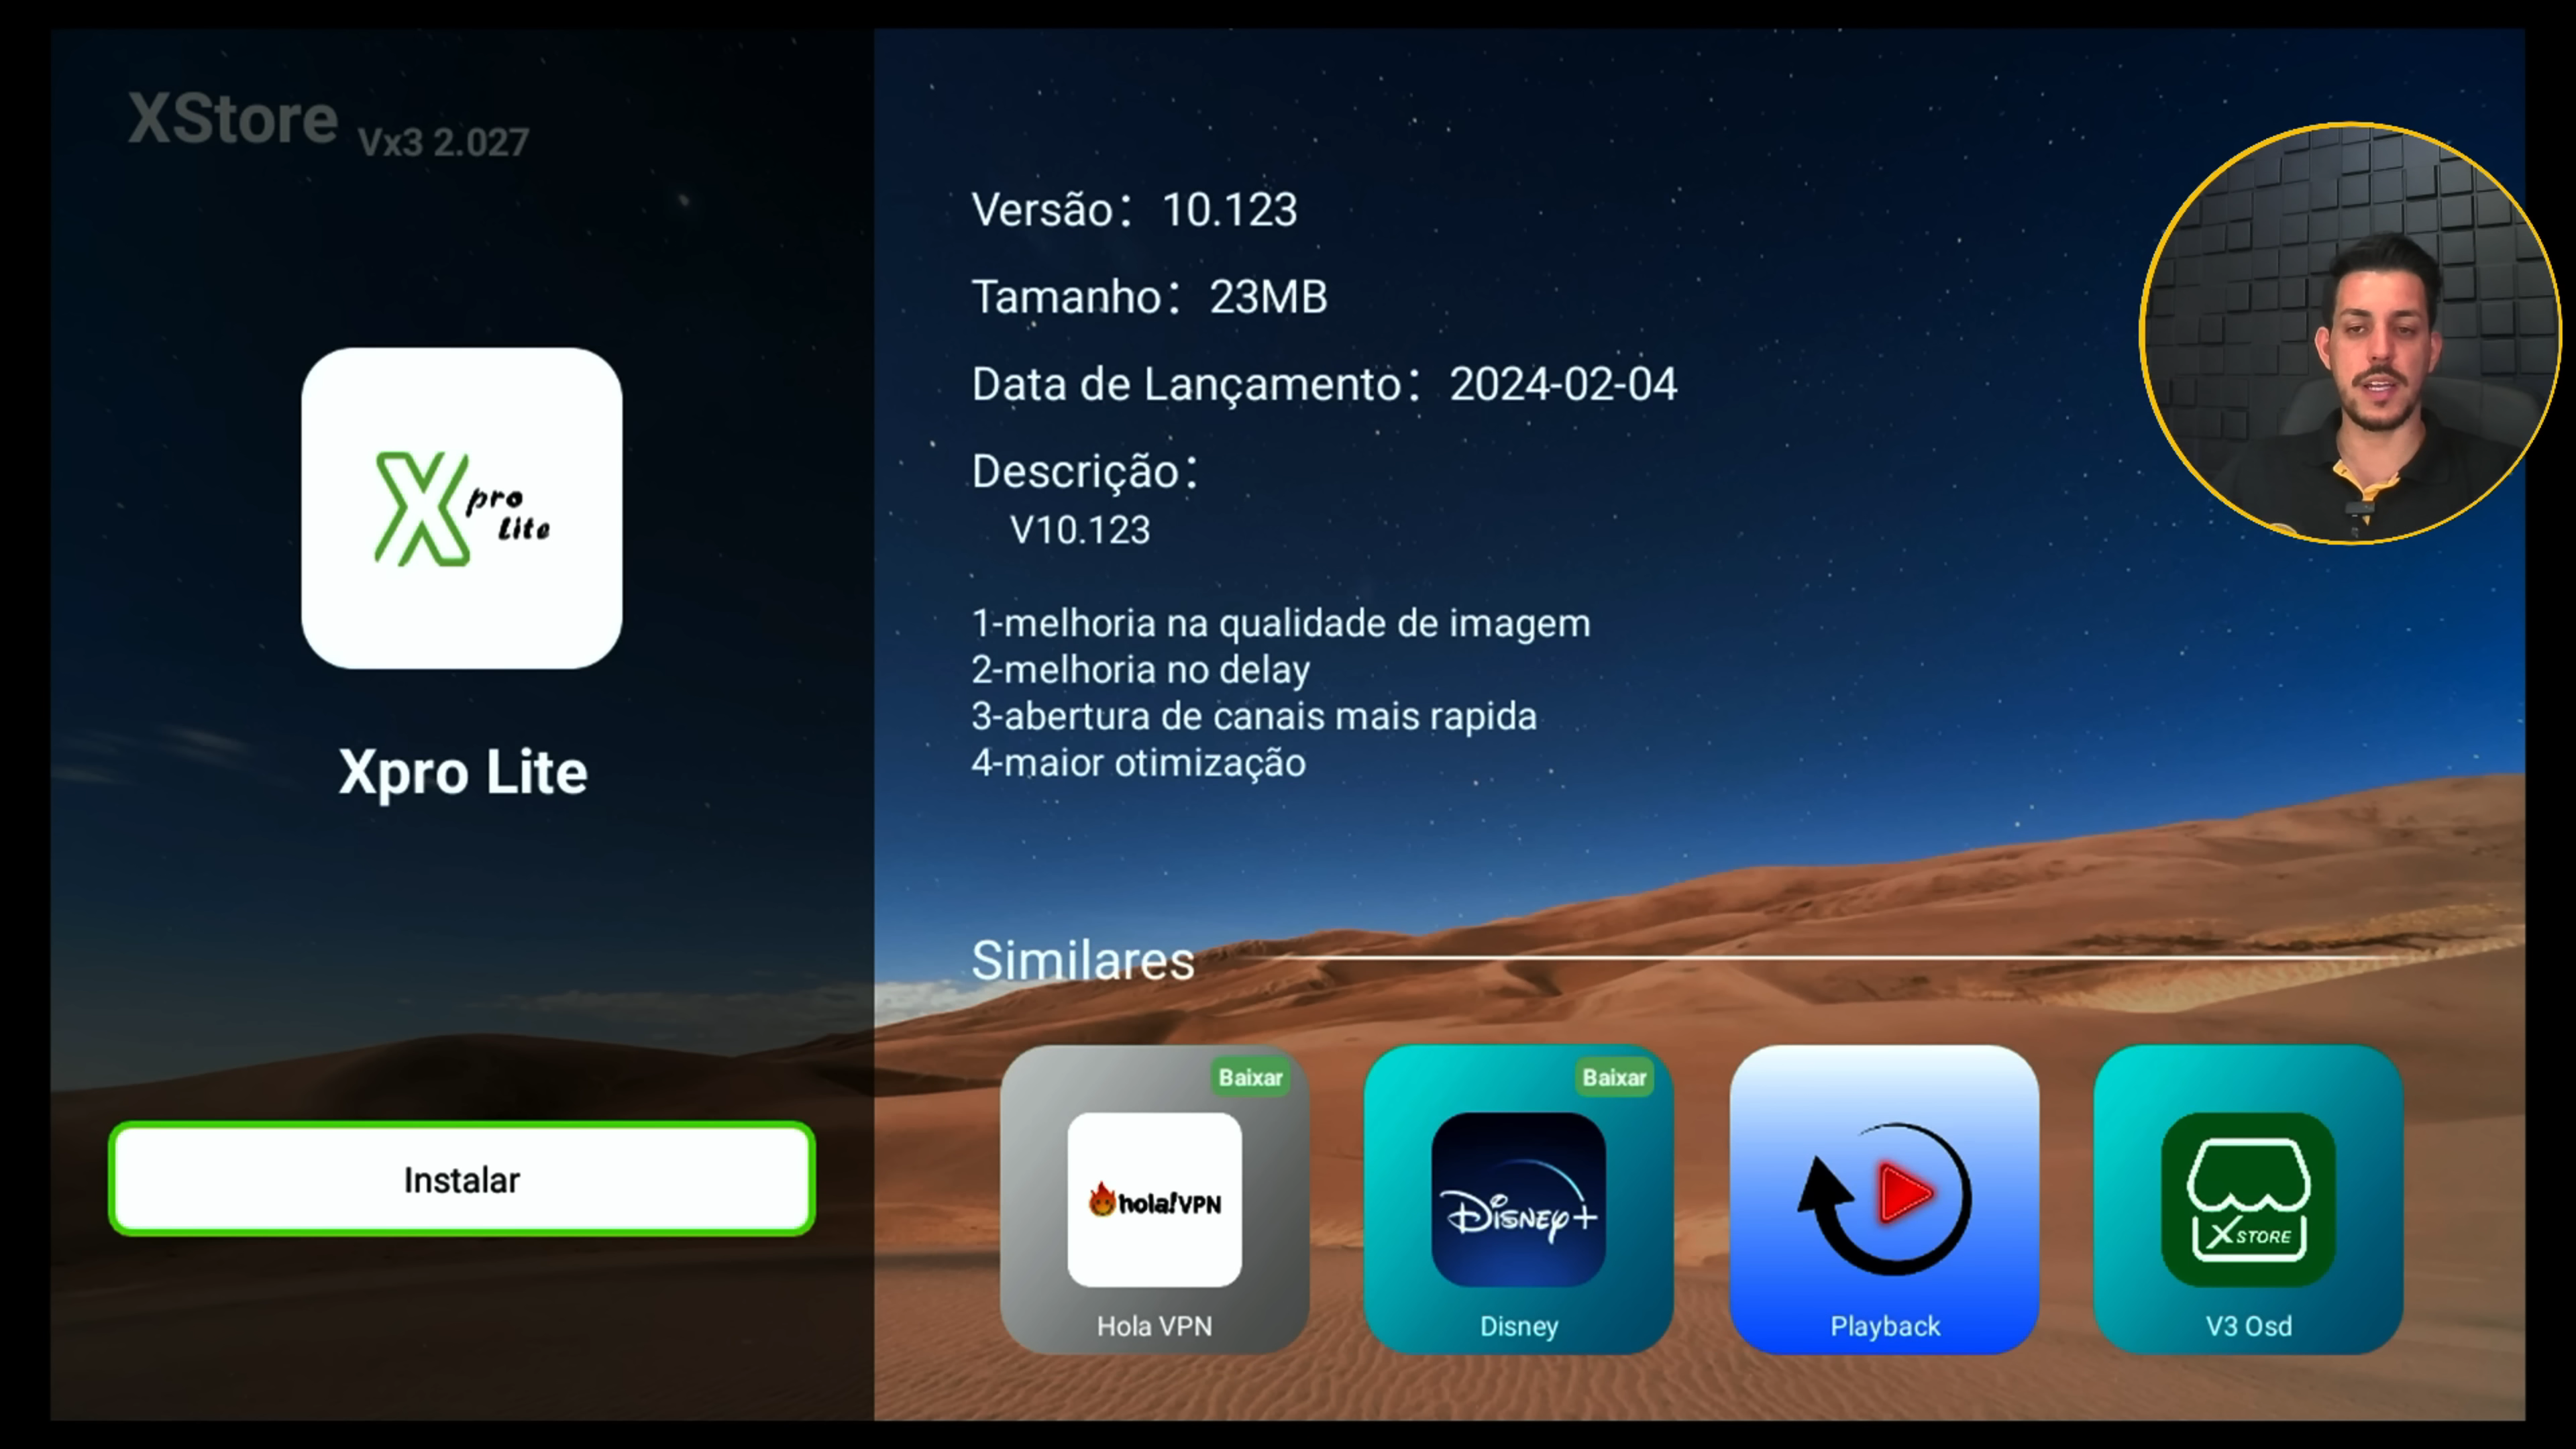 XStore Vx3 2.027
X pro
Lite
Xpro Lite
Instalar
Versão：10.123
Tamanho：23MB
Data de Lançamento：2024-02-04
Descrição：
V10.123
1-melhoria na qualidade de imagem
2-melhoria no delay
3-abertura de canais mais rapida
4-maior otimização
Similares
Baixar
hola!VPN
Hola VPN
Baixar
Disney+
Disney
Playback
X STORE
V3 Osd